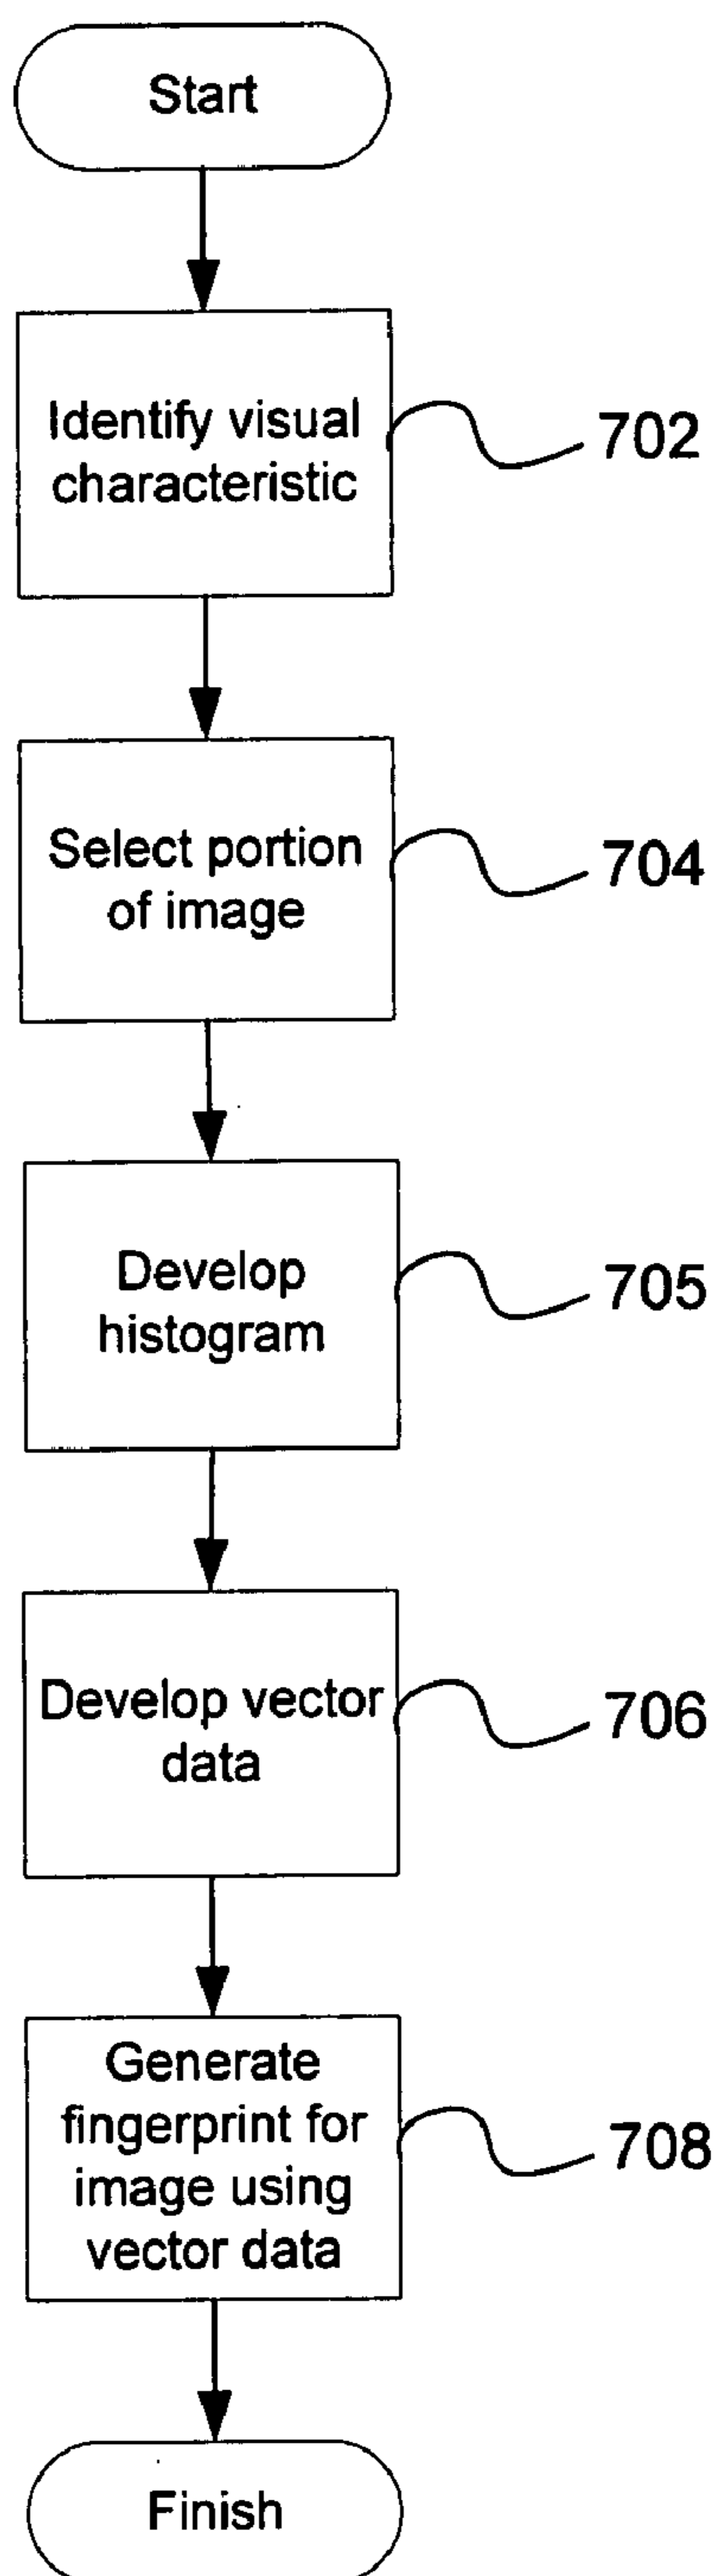 Start
Identify visual
characteristic
702
Select portion
of image
704
Develop
histogram
705
Develop vector
data
706
Generate
fingerprint for
image using
vector data
708
Finish